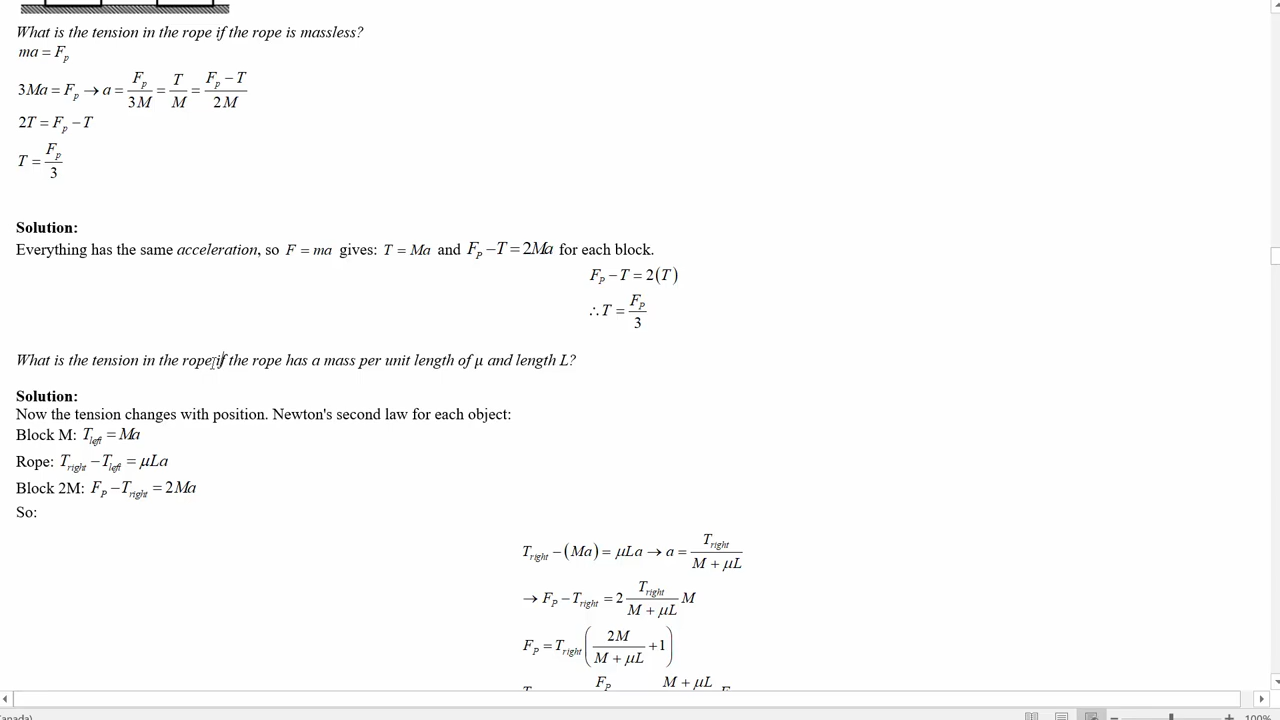 What is the tension in the rope if the rope is massless?
ma = F_p
3Ma = F_p → a = F_p / 3M = T / M = (F_p − T) / 2M
2T = F_p − T
T = F_p / 3
Solution:
Everything has the same acceleration, so F = ma gives: T = Ma and F_p − T = 2Ma for each block.
F_P − T = 2(T)
∴ T = F_P / 3
What is the tension in the rope if the rope has a mass per unit length of μ and length L?
Solution:
Now the tension changes with position. Newton's second law for each object:
Block M: T_left = Ma
Rope: T_right − T_left = μLa
Block 2M: F_P − T_right = 2Ma
So:
T_right − (Ma) = μLa → a = T_right / (M + μL)
→ F_P − T_right = 2 T_right / (M + μL) M
F_P = T_right (2M / (M + μL) + 1)
F_P M + μL
anada)
100%